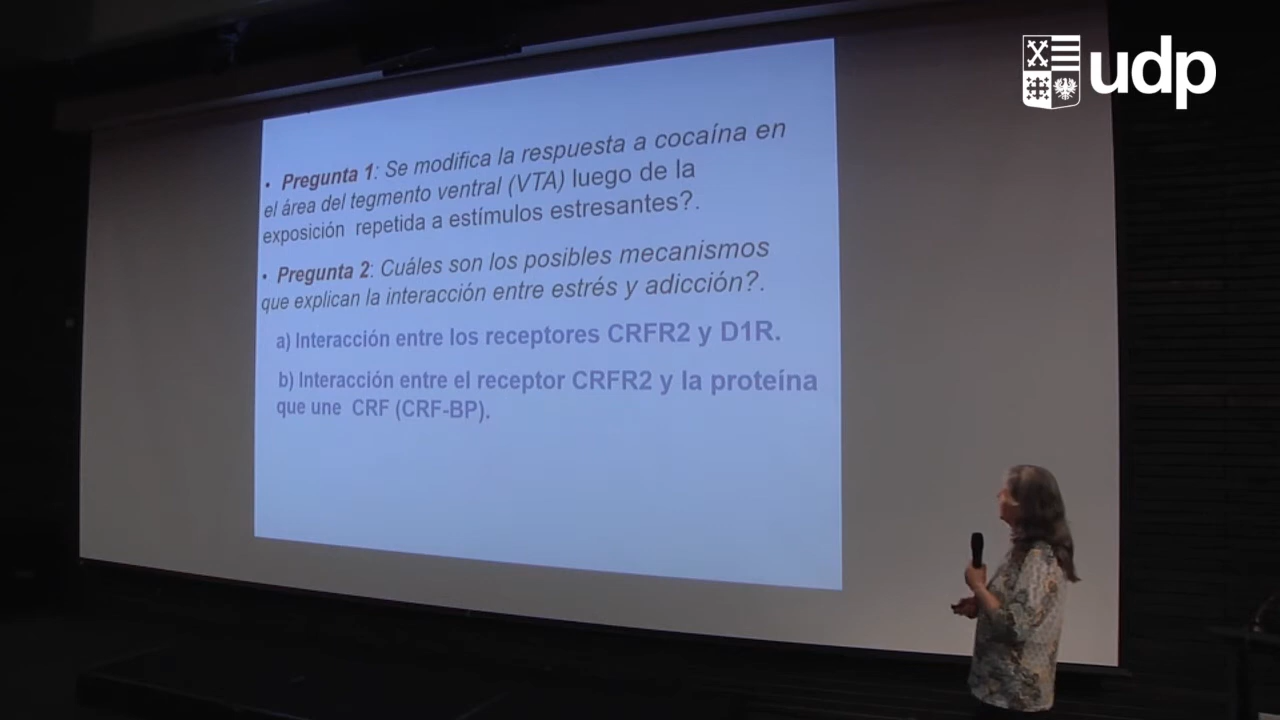 udp
• Pregunta 1: Se modifica la respuesta a cocaína en
el área del tegmento ventral (VTA) luego de la
exposición repetida a estímulos estresantes?.
• Pregunta 2: Cuáles son los posibles mecanismos
que explican la interacción entre estrés y adicción?.
a) Interacción entre los receptores CRFR2 y D1R.
b) Interacción entre el receptor CRFR2 y la proteína
que une CRF (CRF-BP).